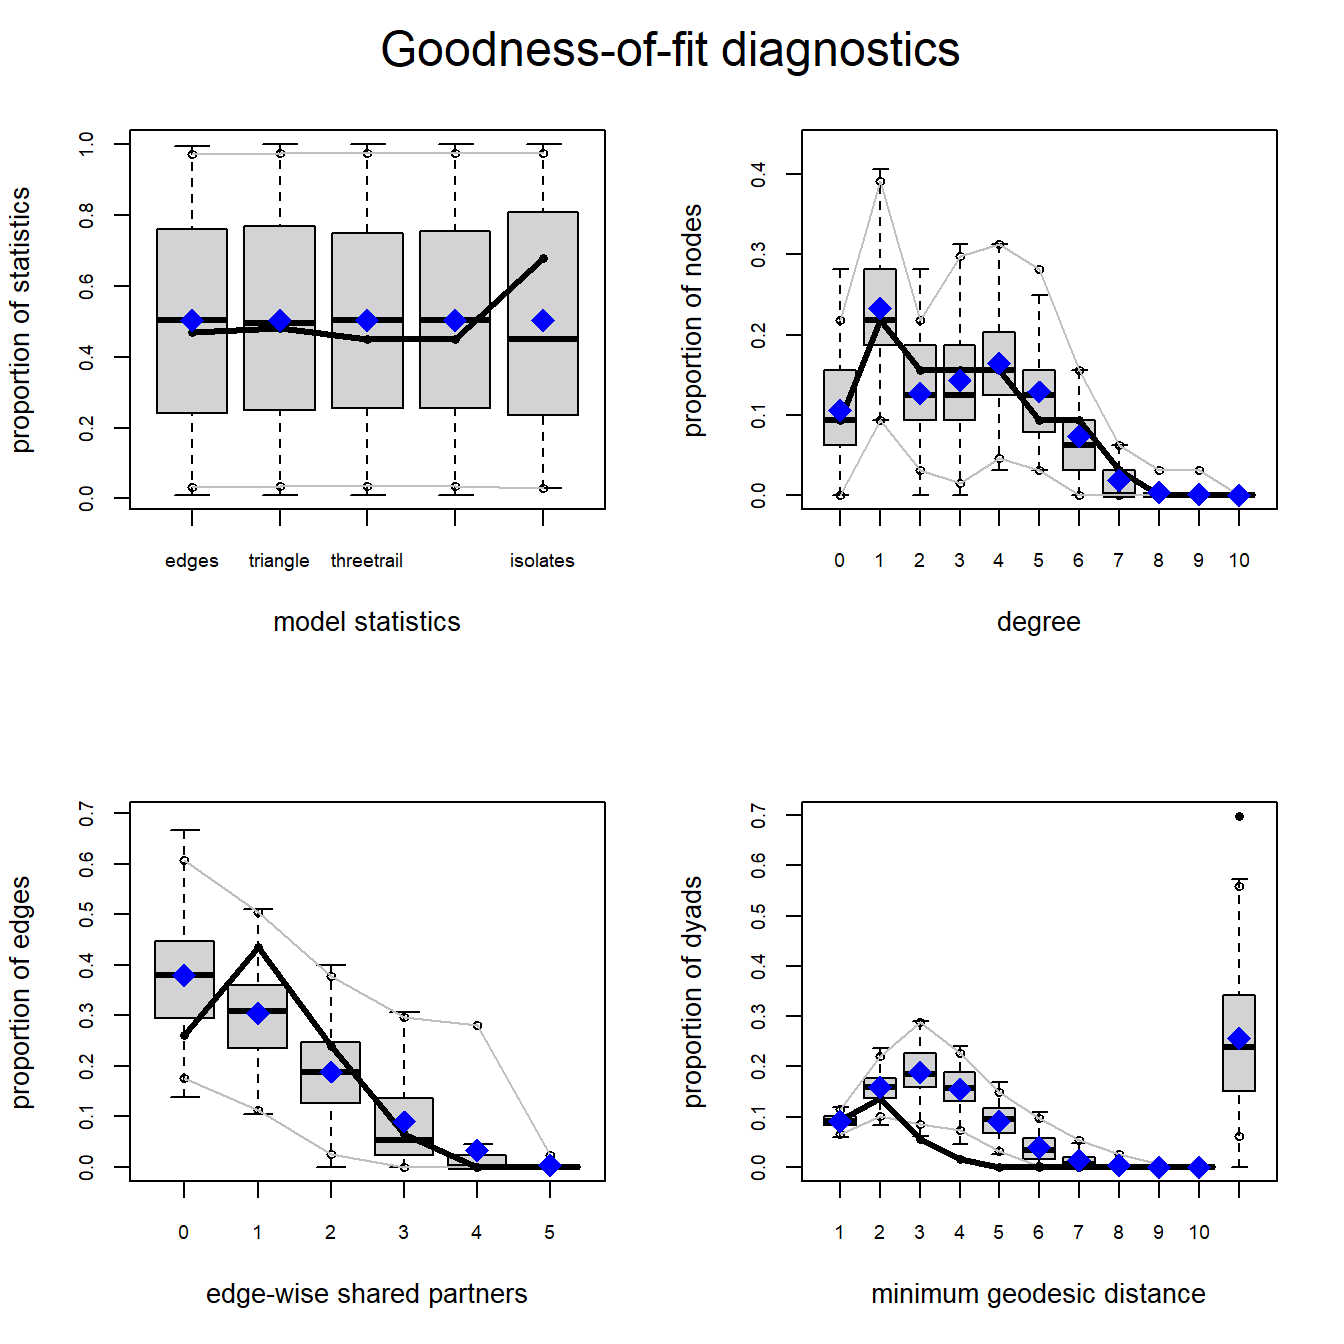 Goodness-of-fit diagnostics
proportion of statistics
0.0 0.2 0.4 0.6 0.8 1.0
edges triangle threetrail isolates
model statistics
proportion of nodes
0.0 0.1 0.2 0.3 0.4
0 1 2 3 4 5 6 7 8 9 10
degree
proportion of edges
0.0 0.1 0.2 0.3 0.4 0.5 0.6 0.7
0 1 2 3 4 5
edge-wise shared partners
proportion of dyads
0.0 0.1 0.2 0.3 0.4 0.5 0.6 0.7
1 2 3 4 5 6 7 8 9 10
minimum geodesic distance